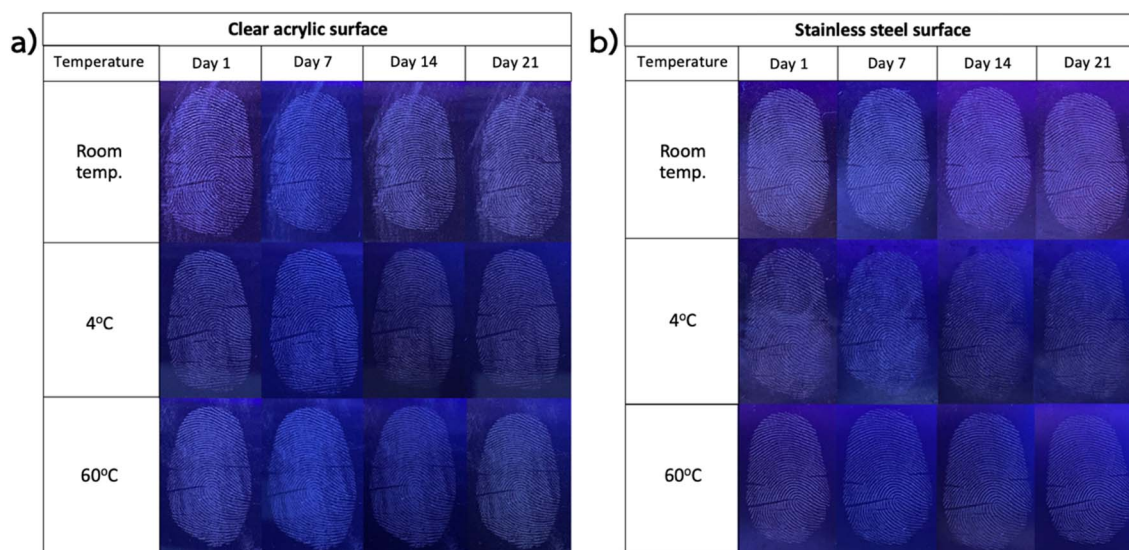 a)
Clear acrylic surface
Temperature Day 1 Day 7 Day 14 Day 21
Room
temp.
4ºC
60ºC
b)
Stainless steel surface
Temperature Day 1 Day 7 Day 14 Day 21
Room
temp.
4ºC
60ºC